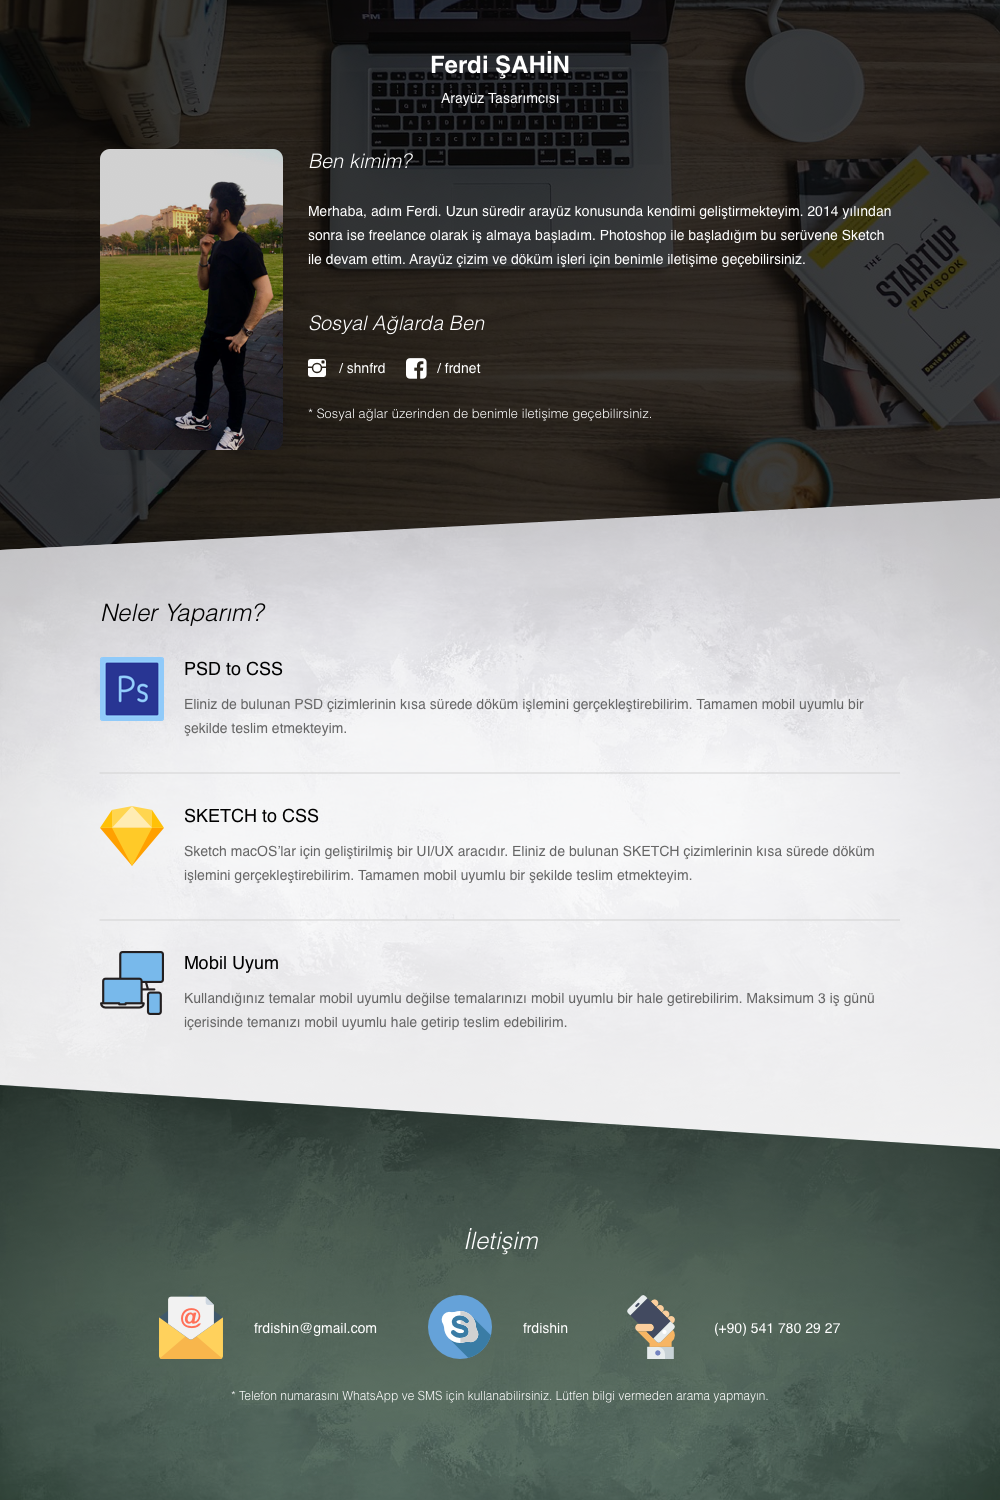 12 35
PM
Ferdi ŞAHİN
Arayüz Tasarımcısı
Ben kimim?
Merhaba, adım Ferdi. Uzun süredir arayüz konusunda kendimi geliştirmekteyim. 2014 yılından
sonra ise freelance olarak iş almaya başladım. Photoshop ile başladığım bu serüvene Sketch
ile devam ettim. Arayüz çizim ve döküm işleri için benimle iletişime geçebilirsiniz.
THE
STARTUP
PLAYBOOK
David S. Kidder
Sosyal Ağlarda Ben
/ shnfrd
/ frdnet
* Sosyal ağlar üzerinden de benimle iletişime geçebilirsiniz.
Neler Yaparım?
Ps
PSD to CSS
Eliniz de bulunan PSD çizimlerinin kısa sürede döküm işlemini gerçekleştirebilirim. Tamamen mobil uyumlu bir
şekilde teslim etmekteyim.
SKETCH to CSS
Sketch macOS'lar için geliştirilmiş bir UI/UX aracıdır. Eliniz de bulunan SKETCH çizimlerinin kısa sürede döküm
işlemini gerçekleştirebilirim. Tamamen mobil uyumlu bir şekilde teslim etmekteyim.
Mobil Uyum
Kullandığınız temalar mobil uyumlu değilse temalarınızı mobil uyumlu bir hale getirebilirim. Maksimum 3 iş günü
içerisinde temanızı mobil uyumlu hale getirip teslim edebilirim.
İletişim
@
frdishin@gmail.com
S
frdishin
(+90) 541 780 29 27
* Telefon numarasını WhatsApp ve SMS için kullanabilirsiniz. Lütfen bilgi vermeden arama yapmayın.